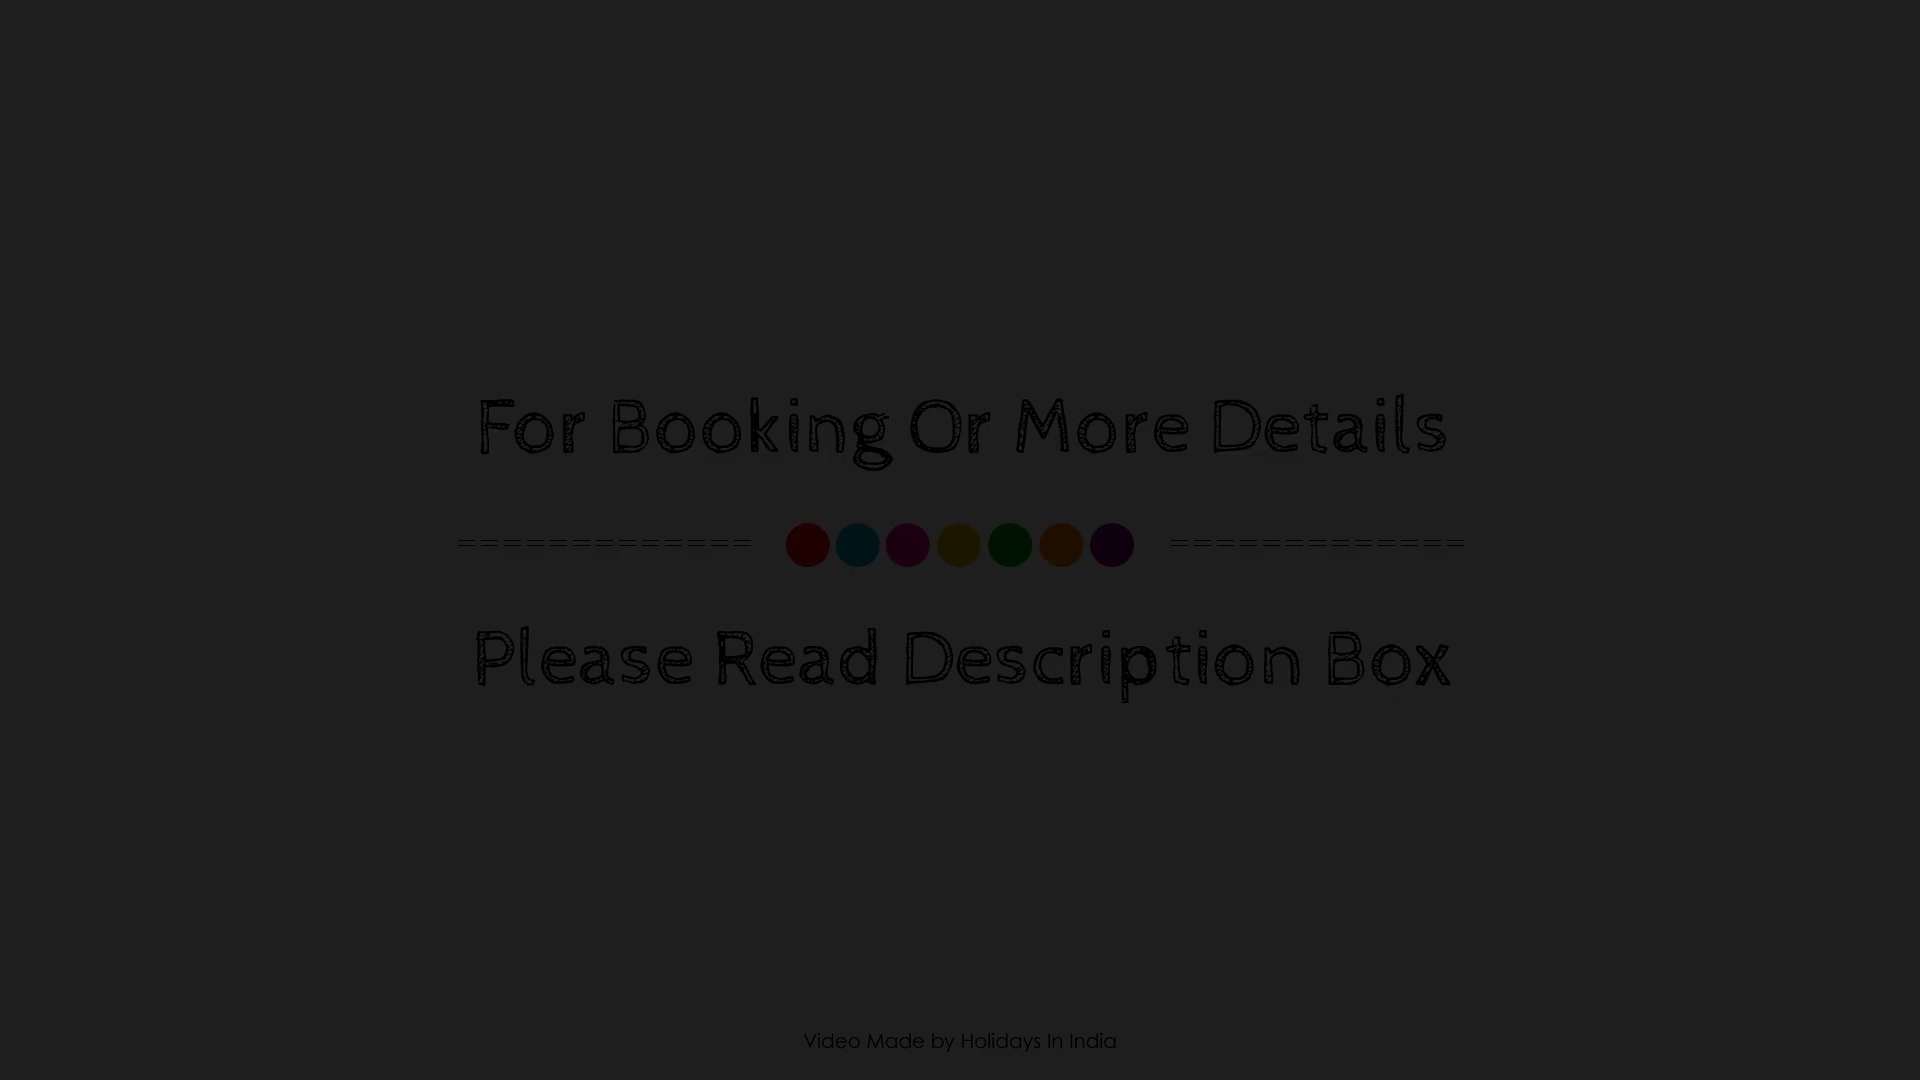 For Booking Or More Details
============= =============
Please Read Description Box
Video Made by Holidays In India